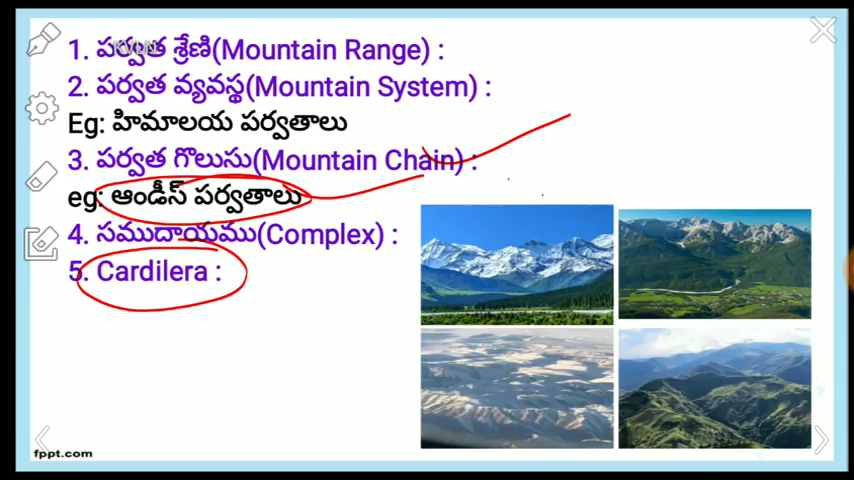 1. పర్వత శ్రేణి(Mountain Range) :
2. పర్వత వ్యవస్థ(Mountain System) :
Eg: హిమాలయ పర్వతాలు
3. పర్వత గొలుసు(Mountain Chain) :
eg: ఆండీస్ పర్వతాలు
4. సముదాయము(Complex) :
5. Cardilera :
fppt.com